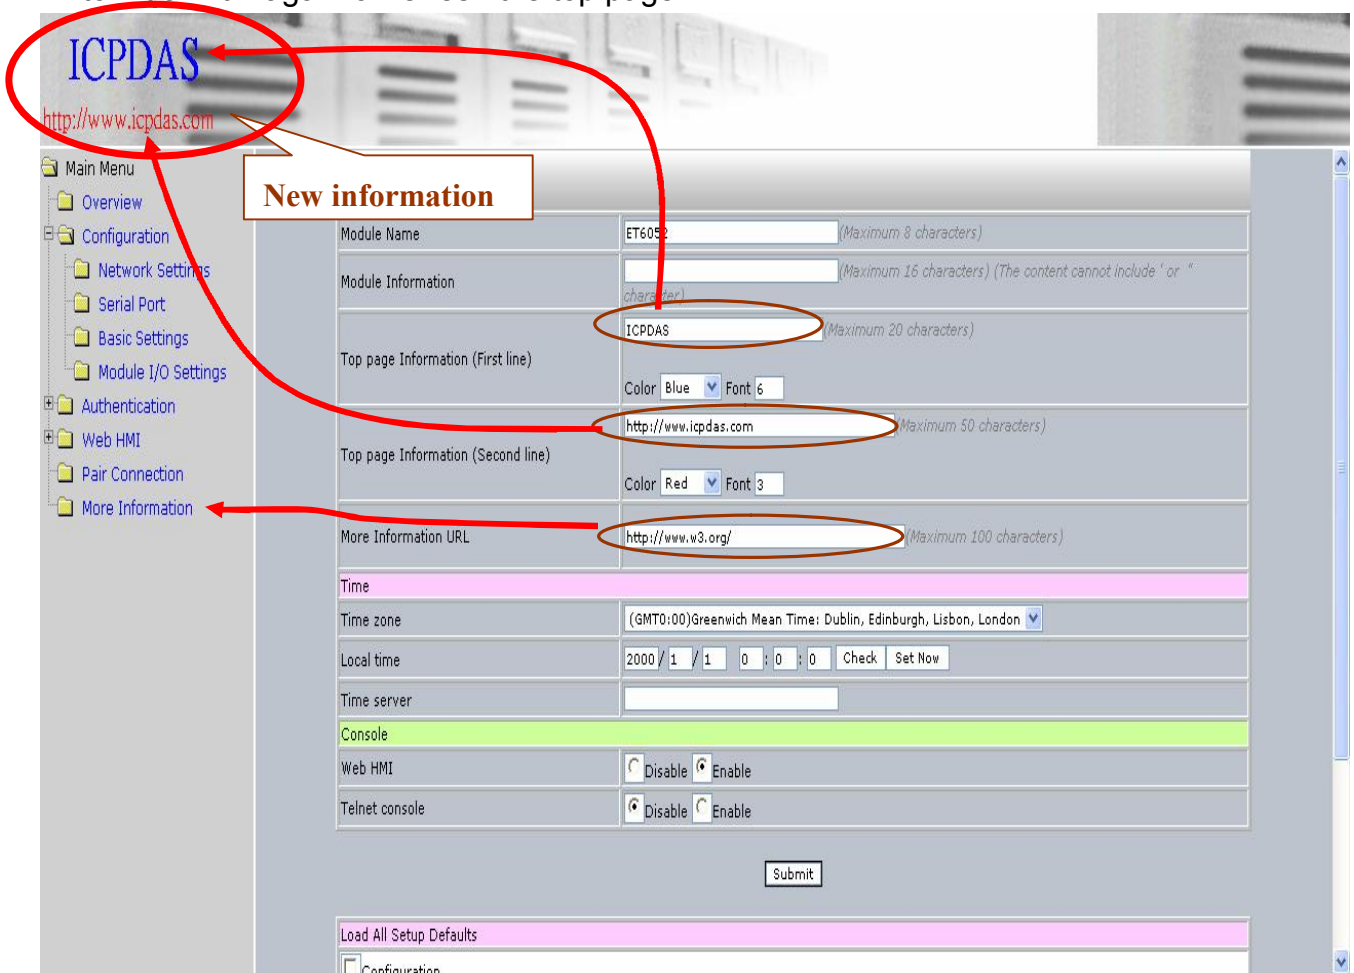 top page
ICPDAS
http://www.icpdas.com
New information
Main Menu
Overview
Configuration
Network Settings
Serial Port
Basic Settings
Module I/O Settings
Authentication
Web HMI
Pair Connection
More Information
Module Name ET6052 (Maximum 8 characters)
Module Information (Maximum 16 characters) (The content cannot include ' or "
character)
Top page Information (First line) ICPDAS (Maximum 20 characters)
Color Blue Font 6
Top page Information (Second line) http://www.icpdas.com (Maximum 50 characters)
Color Red Font 3
More Information URL http://www.w3.org/ (Maximum 100 characters)
Time
Time zone (GMT0:00)Greenwich Mean Time: Dublin, Edinburgh, Lisbon, London
Local time 2000 / 1 / 1 0 : 0 : 0 Check Set Now
Time server
Console
Web HMI Disable Enable
Telnet console Disable Enable
Submit
Load All Setup Defaults
Configuration